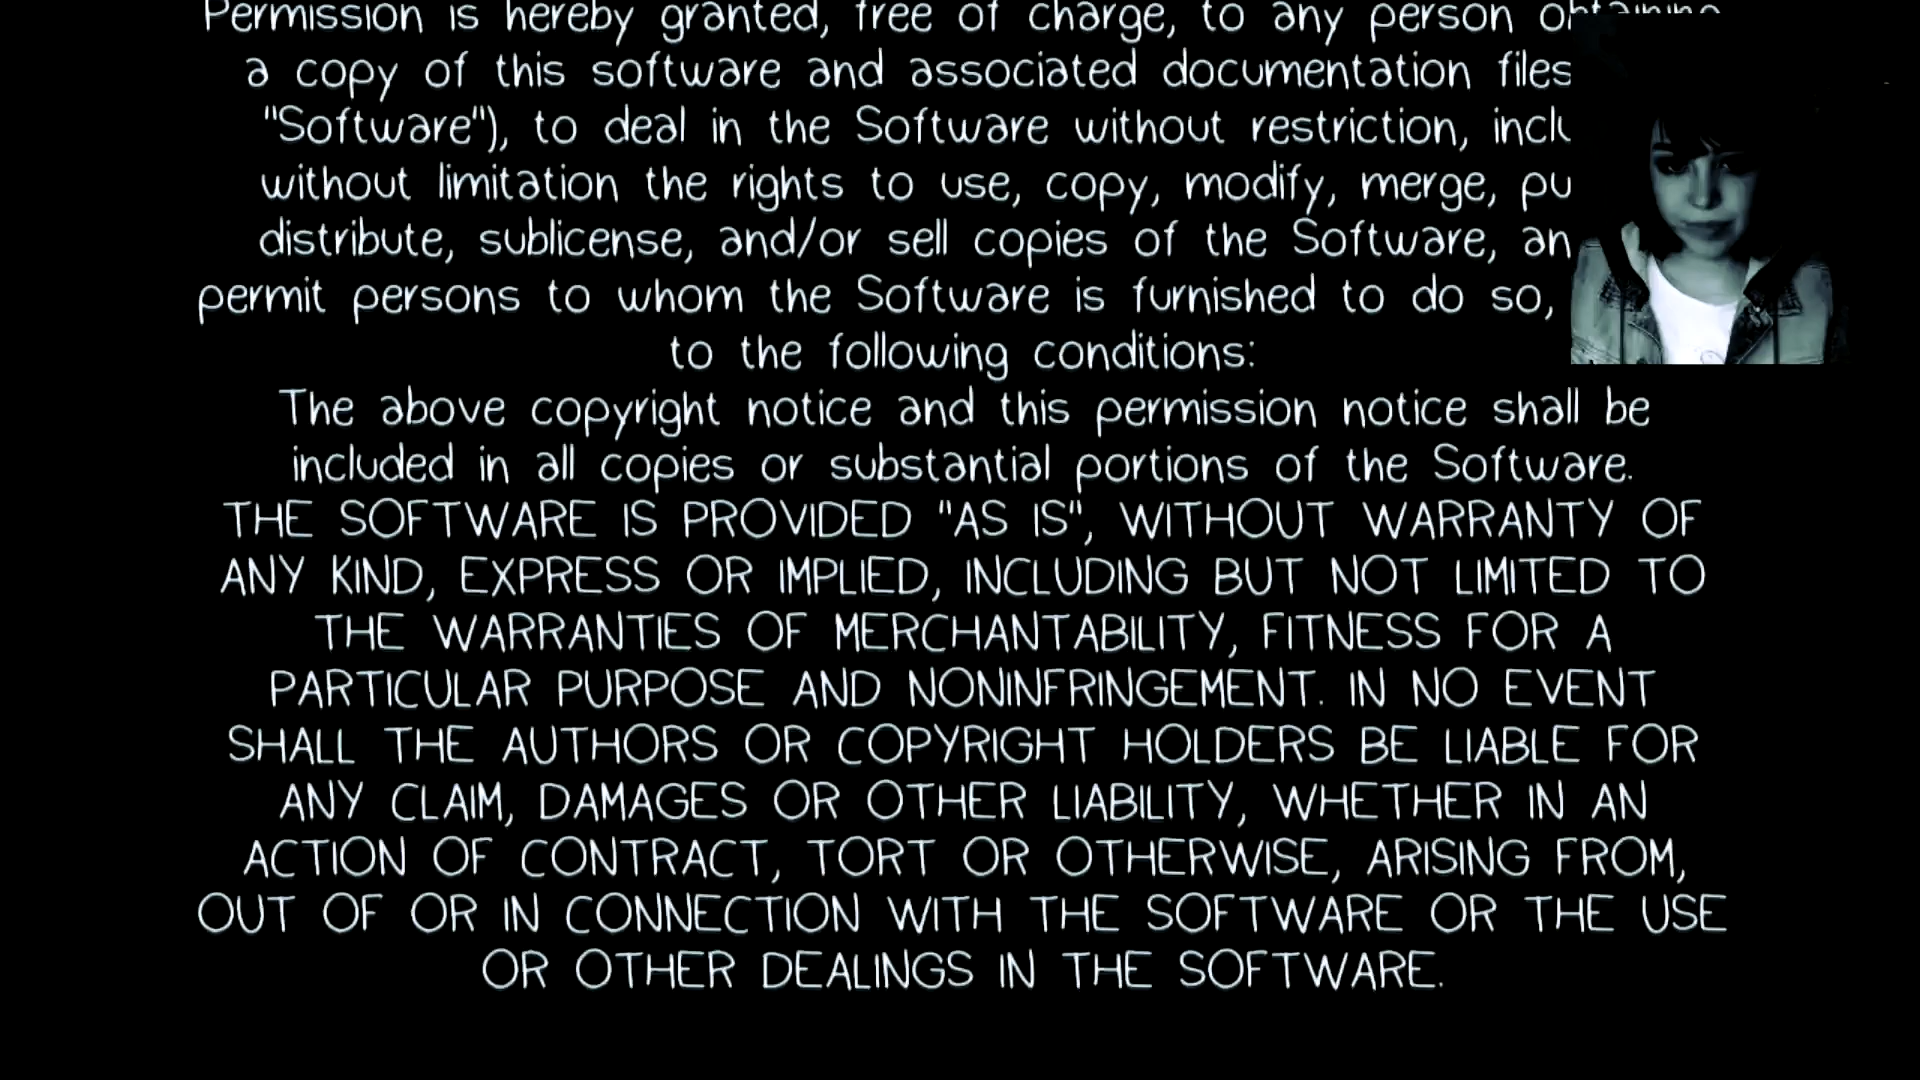 Permission is hereby granted, free of charge, to any person obtaining
a copy of this software and associated documentation files
"Software"), to deal in the Software without restriction,
without limitation the rights to use, copy, modify, merge,
distribute, sublicense, and/or sell copies of the Software,
permit persons to whom the Software is furnished to do so,
to the following conditions:
The above copyright notice and this permission notice shall be
included in all copies or substantial portions of the Software.
THE SOFTWARE IS PROVIDED "AS IS", WITHOUT WARRANTY OF
ANY KIND, EXPRESS OR IMPLIED, INCLUDING BUT NOT LIMITED TO
THE WARRANTIES OF MERCHANTABILITY, FITNESS FOR A
PARTICULAR PURPOSE AND NONINFRINGEMENT. IN NO EVENT
SHALL THE AUTHORS OR COPYRIGHT HOLDERS BE LIABLE FOR
ANY CLAIM, DAMAGES OR OTHER LIABILITY, WHETHER IN AN
ACTION OF CONTRACT, TORT OR OTHERWISE, ARISING FROM,
OUT OF OR IN CONNECTION WITH THE SOFTWARE OR THE USE
OR OTHER DEALINGS IN THE SOFTWARE.